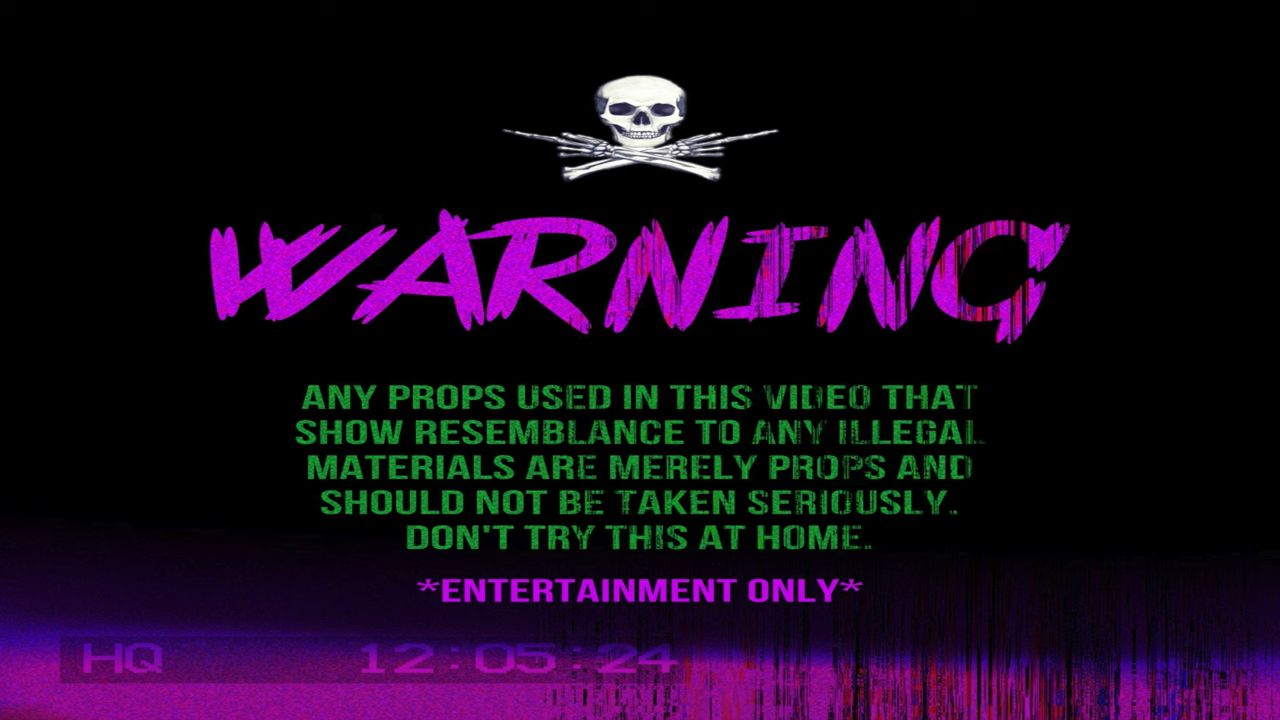 WARNING
ANY PROPS USED IN THIS VIDEO THAT
SHOW RESEMBLANCE TO ANY ILLEGAL
MATERIALS ARE MERELY PROPS AND
SHOULD NOT BE TAKEN SERIOUSLY.
DON'T TRY THIS AT HOME.
*ENTERTAINMENT ONLY*
HQ 12:05:24